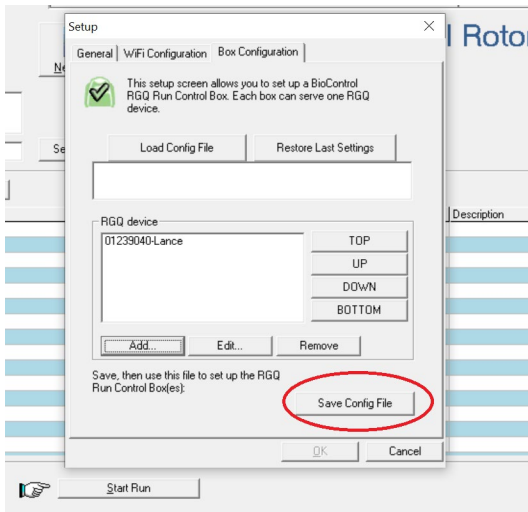 Setup
l Roto
Ne
General
WiFi Configuration
Box Configuration
This setup screen allows you to set up a BioControl
RGQ Run Control Box. Each box can serve one RGQ
device.
Se
Load Config File
Restore Last Settings
Description
RGQ device
01239040-Lance
TOP
UP
DOWN
BOTTOM
Add...
Edit...
Remove
Save, then use this file to set up the RGQ
Run Control Box(es):
Save Config File
OK
Cancel
Start Run